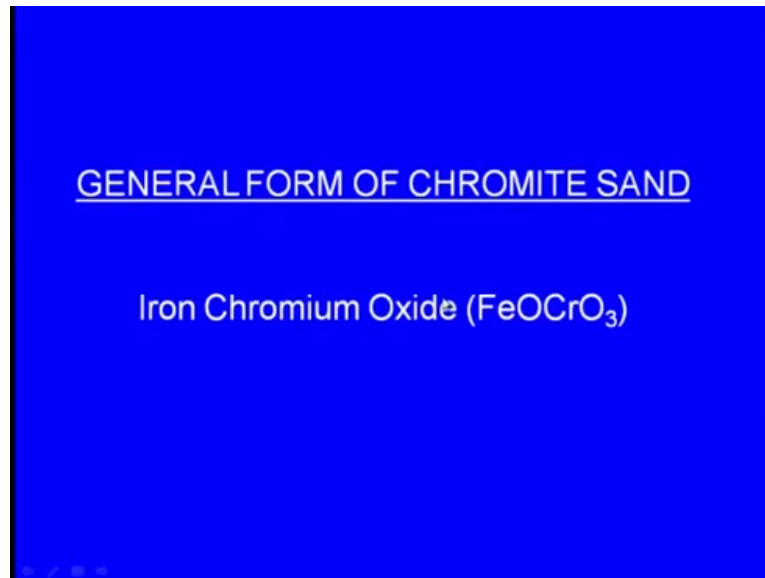 GENERAL FORM OF CHROMITE SAND
Iron Chromium Oxide (FeOCrO₃)